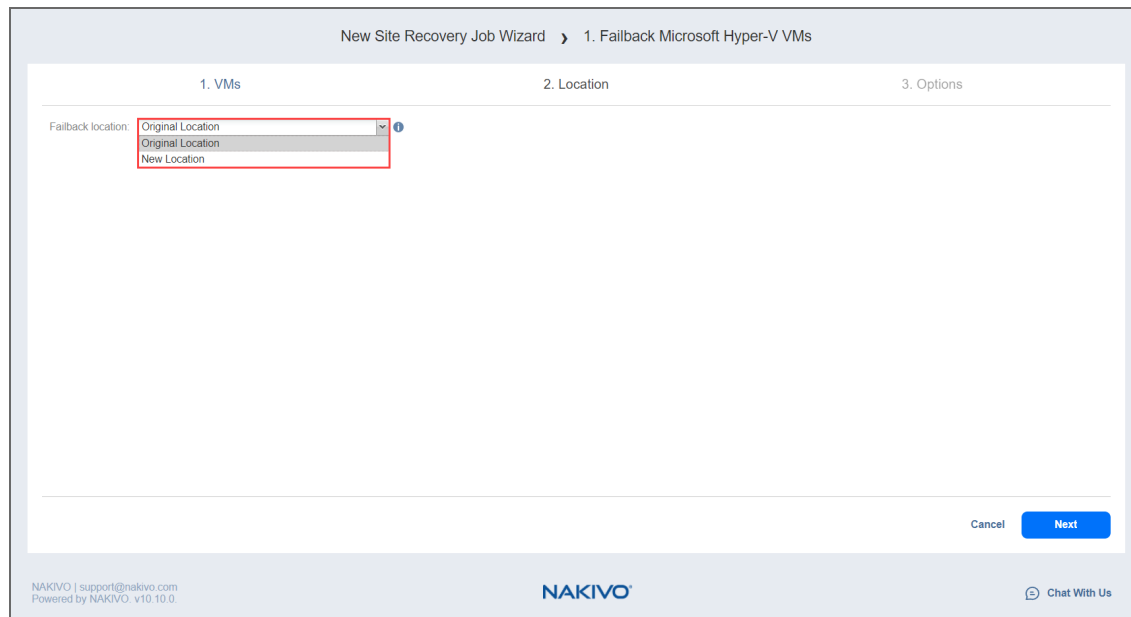 New Site Recovery Job Wizard › 1. Failback Microsoft Hyper-V VMs
1. VMs 2. Location 3. Options
Failback location: Original Location
Original Location
New Location
Cancel Next
NAKIVO | support@nakivo.com
Powered by NAKIVO. v10.10.0.
NAKIVO®
Chat With Us